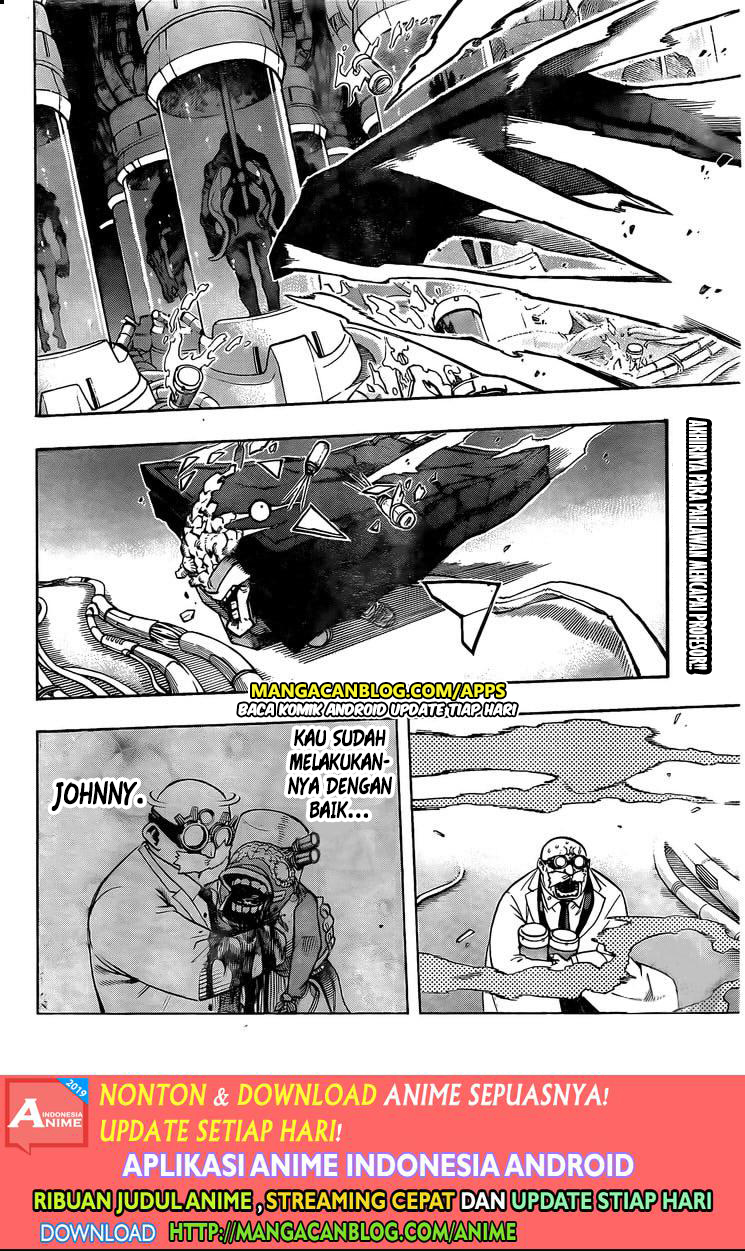 AKHIRNYA PARA PAHLAWAN MENCAPAI PROFESOR!!
MANGACANBLOG.COM/APPS
BACA KOMIK ANDROID UPDATE TIAP HARI
KAU SUDAH
MELAKUKAN-
NYA DENGAN
BAIK...
JOHNNY.
2019
A
INDONESIA
ANIME
NONTON & DOWNLOAD ANIME SEPUASNYA!
UPDATE SETIAP HARI!
APLIKASI ANIME INDONESIA ANDROID
RIBUAN JUDUL ANIME , STREAMING CEPAT DAN UPDATE STIAP HARI
DOWNLOAD HTTP://MANGACANBLOG.COM/ANIME